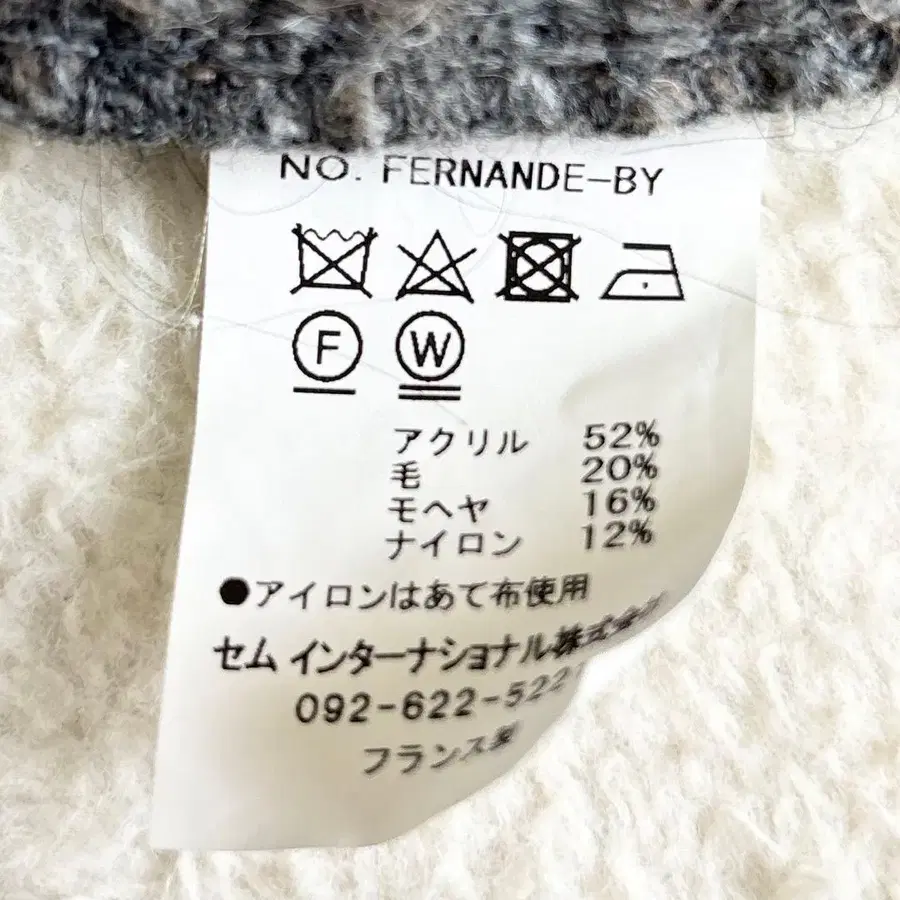 NO. FERNANDE-BY
F W
アクリル 52%
毛 20%
モヘヤ 16%
ナイロン 12%
●アイロンはあて布使用
セム インターナショナル株式会社
092-622-522
フランス製